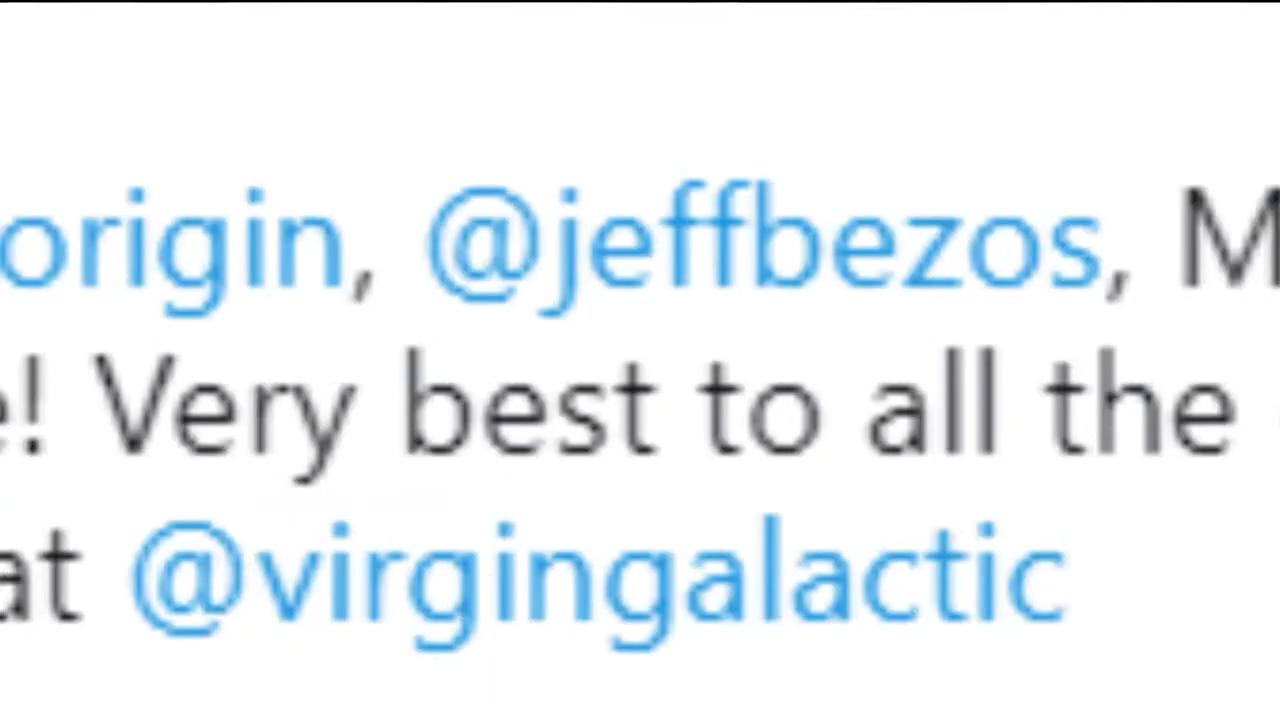 origin, @jeffbezos, M
e! Very best to all the
at @virgingalactic